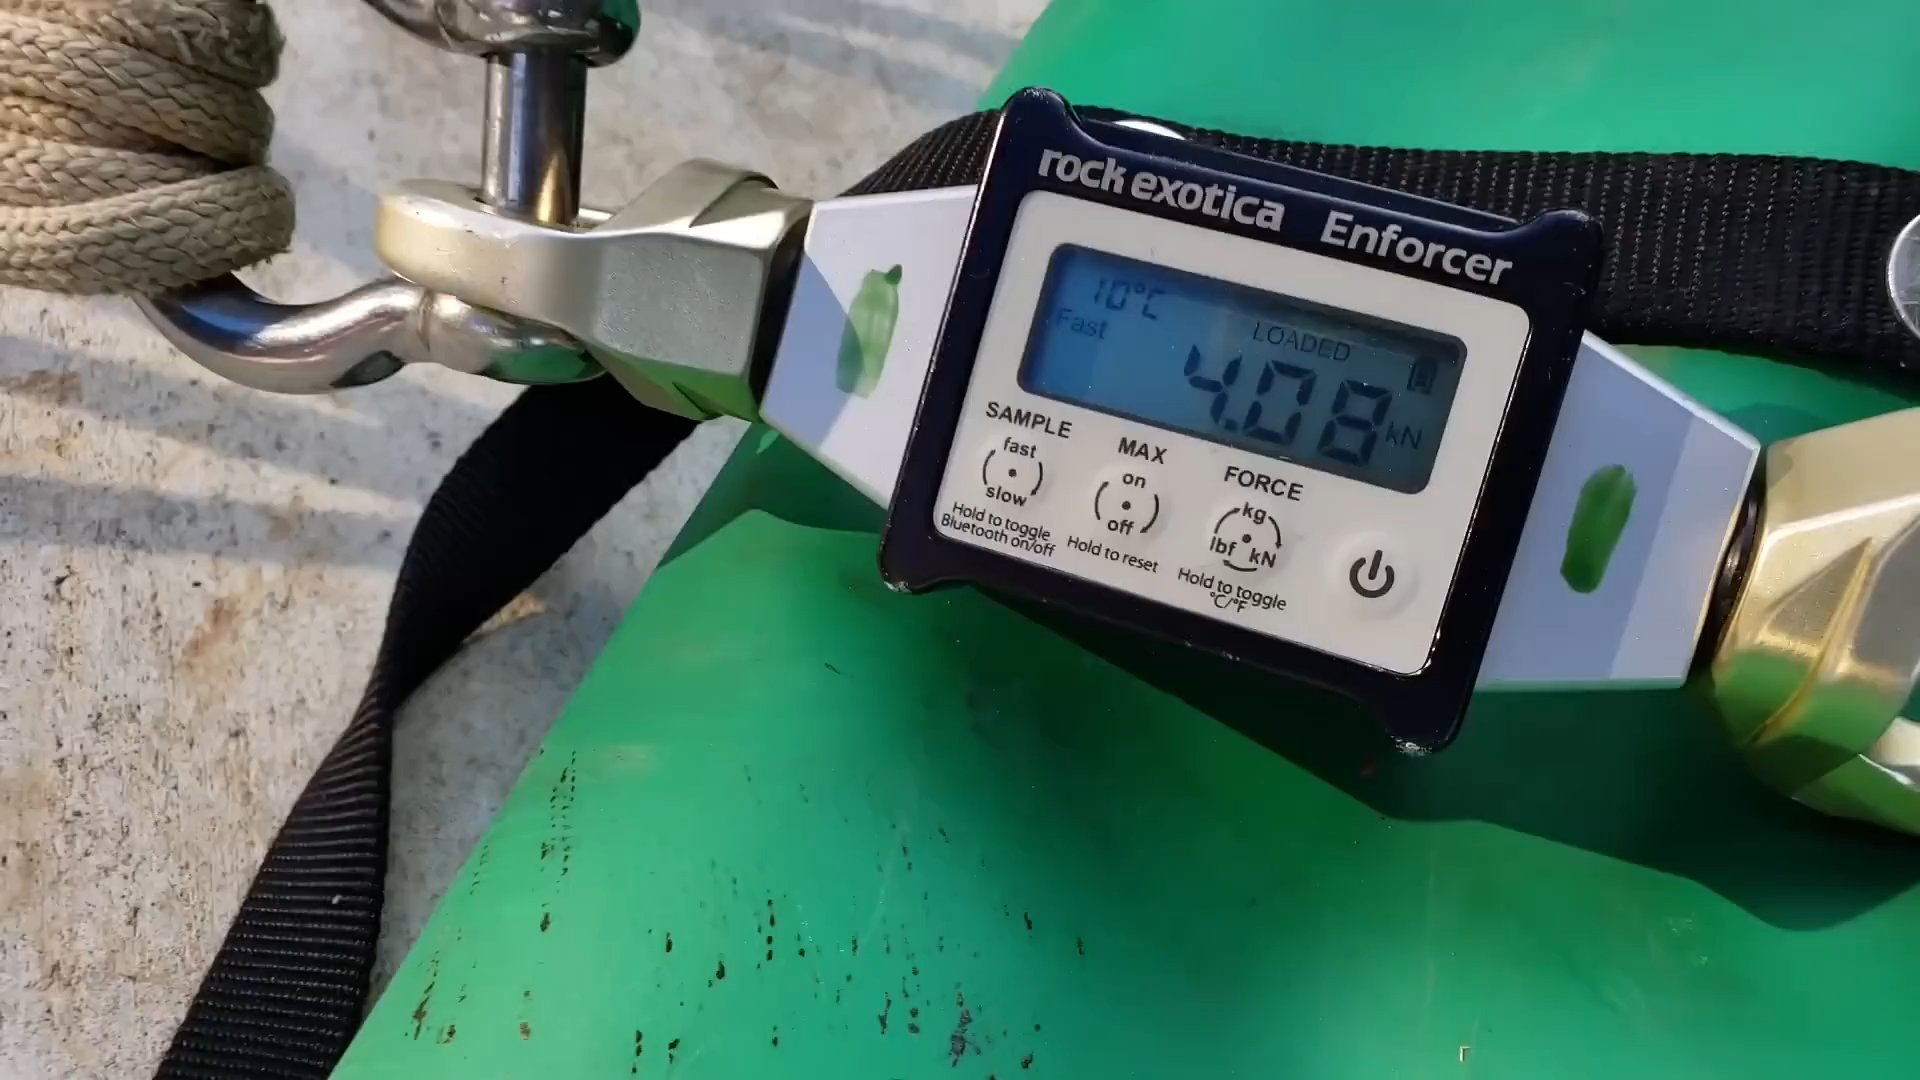 rock exotica Enforcer
10°C
Fast
LOADED
4.08 kN
SAMPLE
fast
slow
Hold to toggle
Bluetooth on/off
MAX
on
off
Hold to reset
FORCE
kg
lbf kN
Hold to toggle
°C/°F